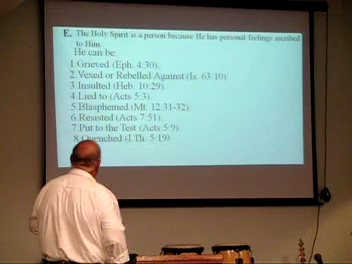 E. The Holy Spirit is a person because He has personal feelings ascribed
to Him.
He can be:
1.Grieved (Eph. 4:30).
2.Vexed or Rebelled Against (Is. 63:10).
3.Insulted (Heb. 10:29).
4.Lied to (Acts 5:3).
5.Blasphemed (Mt. 12:31-32).
6.Resisted (Acts 7:51).
7.Put to the Test (Acts 5:9)
8.Quenched (I Th. 5:19).